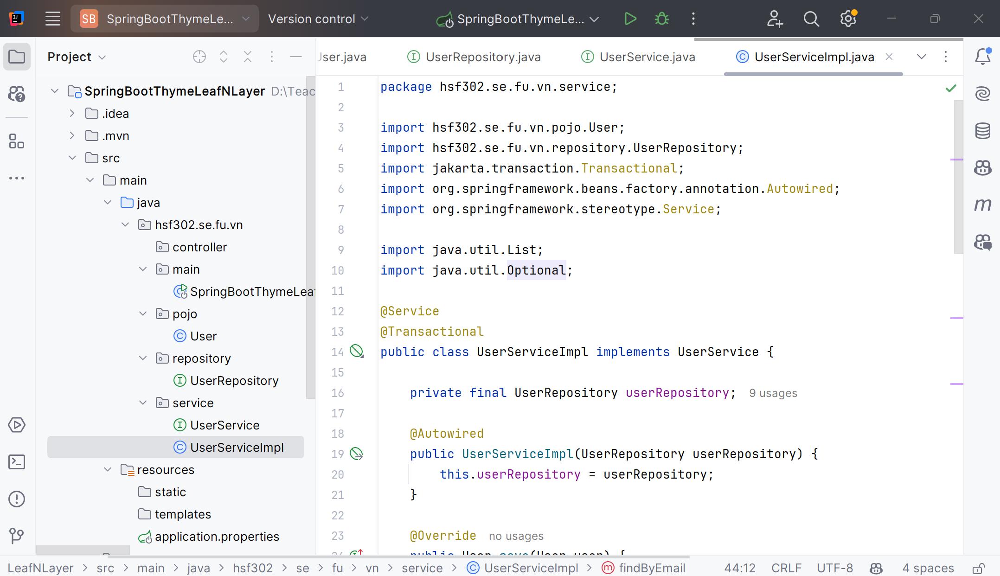 SB SpringBootThymeLe... Version control SpringBootThymeLe...
Project
User.java UserRepository.java UserService.java UserServiceImpl.java
SpringBootThymeLeafNLayer D:\Teac
.idea
.mvn
src
main
java
hsf302.se.fu.vn
controller
main
SpringBootThymeLeaf
pojo
User
repository
UserRepository
service
UserService
UserServiceImpl
resources
static
templates
application.properties
1 package hsf302.se.fu.vn.service;
2
3 import hsf302.se.fu.vn.pojo.User;
4 import hsf302.se.fu.vn.repository.UserRepository;
5 import jakarta.transaction.Transactional;
6 import org.springframework.beans.factory.annotation.Autowired;
7 import org.springframework.stereotype.Service;
8
9 import java.util.List;
10 import java.util.Optional;
11
12 @Service
13 @Transactional
14 public class UserServiceImpl implements UserService {
15
16 private final UserRepository userRepository; 9 usages
17
18 @Autowired
19 public UserServiceImpl(UserRepository userRepository) {
20 this.userRepository = userRepository;
21 }
22
23 @Override no usages
24 public User save(User user) {
LeafNLayer > src > main > java > hsf302 > se > fu > vn > service > UserServiceImpl > findByEmail 44:12 CRLF UTF-8 4 spaces